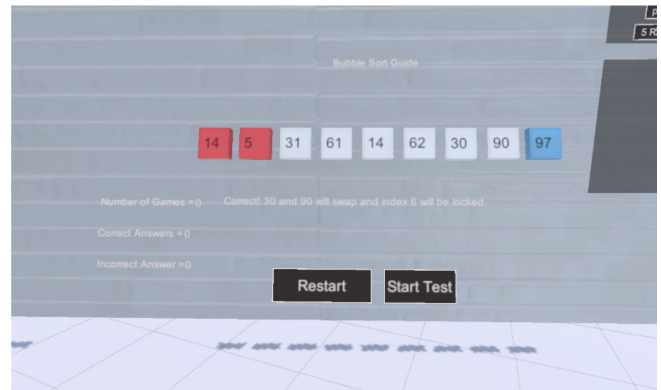 5 R
Bubble Sort Guide
14 5 31 61 14 62 30 90 97
Number of Games =0 Correct! 30 and 90 will swap and index 6 will be locked.
Correct Answers =0
Incorrect Answer =0
Restart Start Test